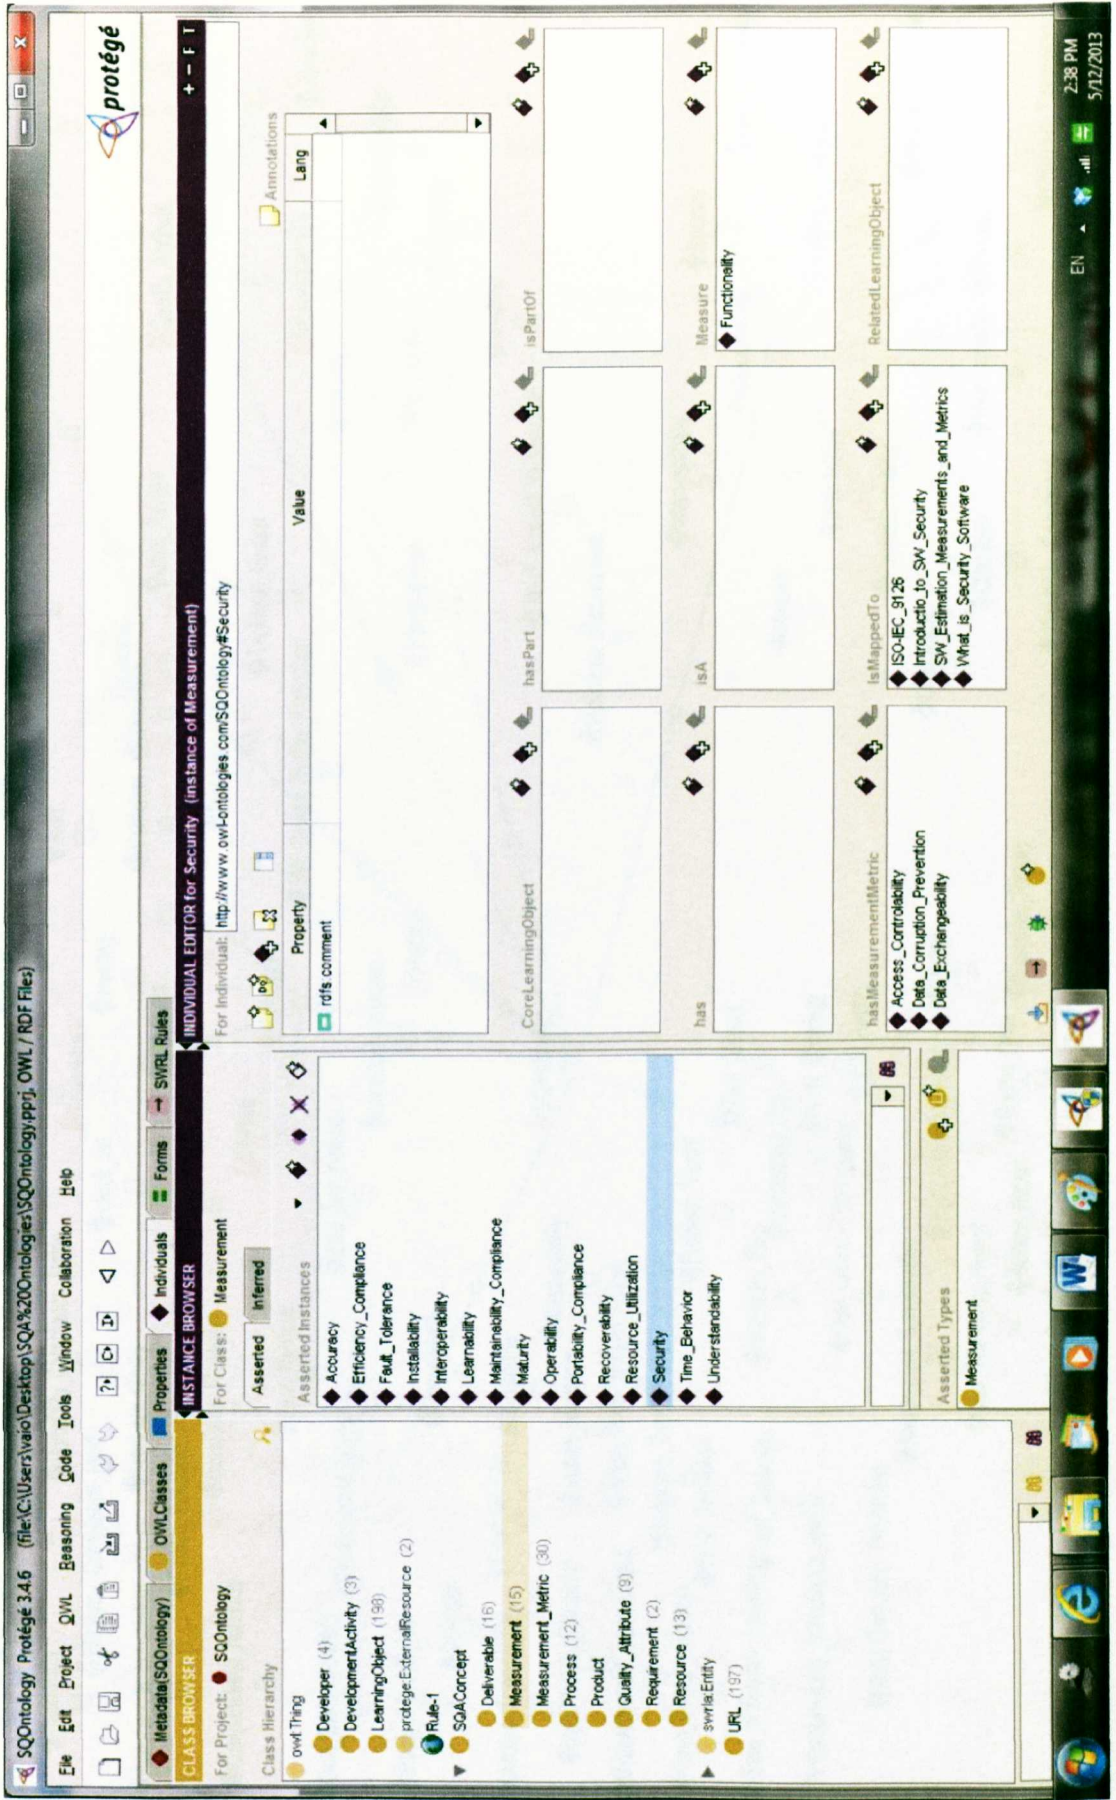 SQOntology Protégé 3.4.6 (file:\C:\Users\vaio\Desktop\SQA%20Ontologies\SQOntology.pprj, OWL / RDF Files)
File Edit Project OWL Reasoning Code Tools Window Collaboration Help
protégé
Metadata(SQOntology) OWLClasses Properties Individuals Forms SWRL Rules
CLASS BROWSER
For Project: SQOntology
Class Hierarchy
owl:Thing
Developer (4)
DevelopmentActivity (3)
LearningObject (198)
protege:ExternalResource (2)
Rule-1
SQAConcept
Deliverable (16)
Measurement (15)
Measurement_Metric (30)
Process (12)
Product
Quality_Attribute (9)
Requirement (2)
Resource (13)
swrla:Entity
URL (197)
INSTANCE BROWSER
For Class: Measurement
Asserted Inferred
Asserted Instances
Accuracy
Efficiency_Compliance
Fault_Tolerance
Installability
Interoperability
Learnability
Maintainability_Compliance
Maturity
Operability
Portability_Compliance
Recoverability
Resource_Utilization
Security
Time_Behavior
Understandability
Asserted Types
Measurement
INDIVIDUAL EDITOR for Security (instance of Measurement)
+ − F T
For Individual: http://www.owl-ontologies.com/SQOntology#Security
Annotations
Property Value Lang
rdfs:comment
CoreLearningObject
hasPart
isPartOf
has
isA
Measure
Functionality
hasMeasurementMetric
Access_Controlability
Data_Corruption_Prevention
Data_Exchangeability
IsMappedTo
ISO-IEC_9126
Introductio_to_SW_Security
SW_Estimation_Measurements_and_Metrics
What_is_Security_Software
RelatedLearningObject
EN
2:38 PM
5/12/2013